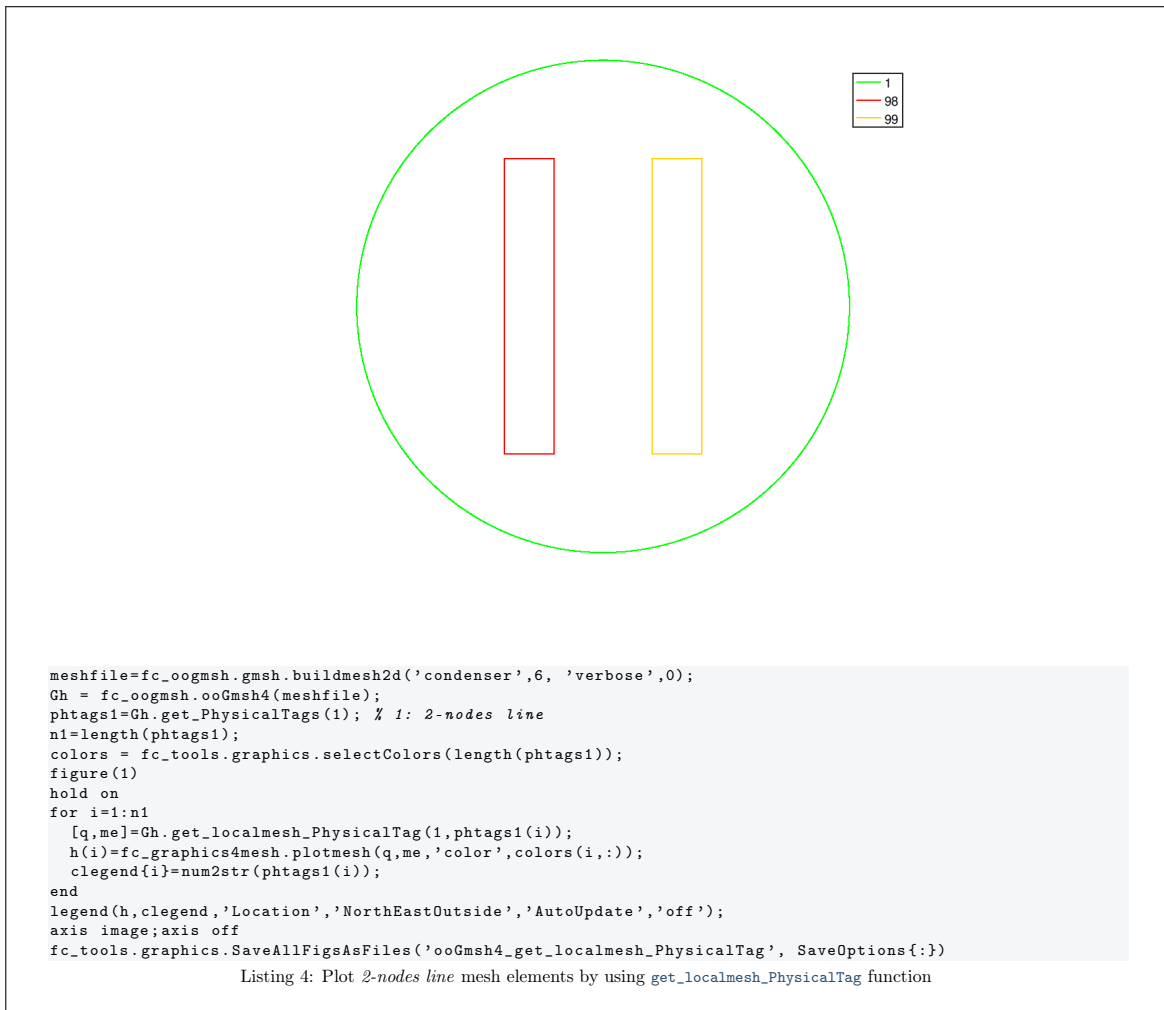 1
98
99
meshfile=fc_oogmsh.gmsh.buildmesh2d('condenser',6, 'verbose',0);
Gh = fc_oogmsh.ooGmsh4(meshfile);
phtags1=Gh.get_PhysicalTags(1); % 1: 2-nodes line
n1=length(phtags1);
colors = fc_tools.graphics.selectColors(length(phtags1));
figure(1)
hold on
for i=1:n1
  [q,me]=Gh.get_localmesh_PhysicalTag(1,phtags1(i));
  h(i)=fc_graphics4mesh.plotmesh(q,me,'color',colors(i,:));
  clegend{i}=num2str(phtags1(i));
end
legend(h,clegend,'Location','NorthEastOutside','AutoUpdate','off');
axis image;axis off
fc_tools.graphics.SaveAllFigsAsFiles('ooGmsh4_get_localmesh_PhysicalTag', SaveOptions{:})
Listing 4: Plot 2-nodes line mesh elements by using get_localmesh_PhysicalTag function